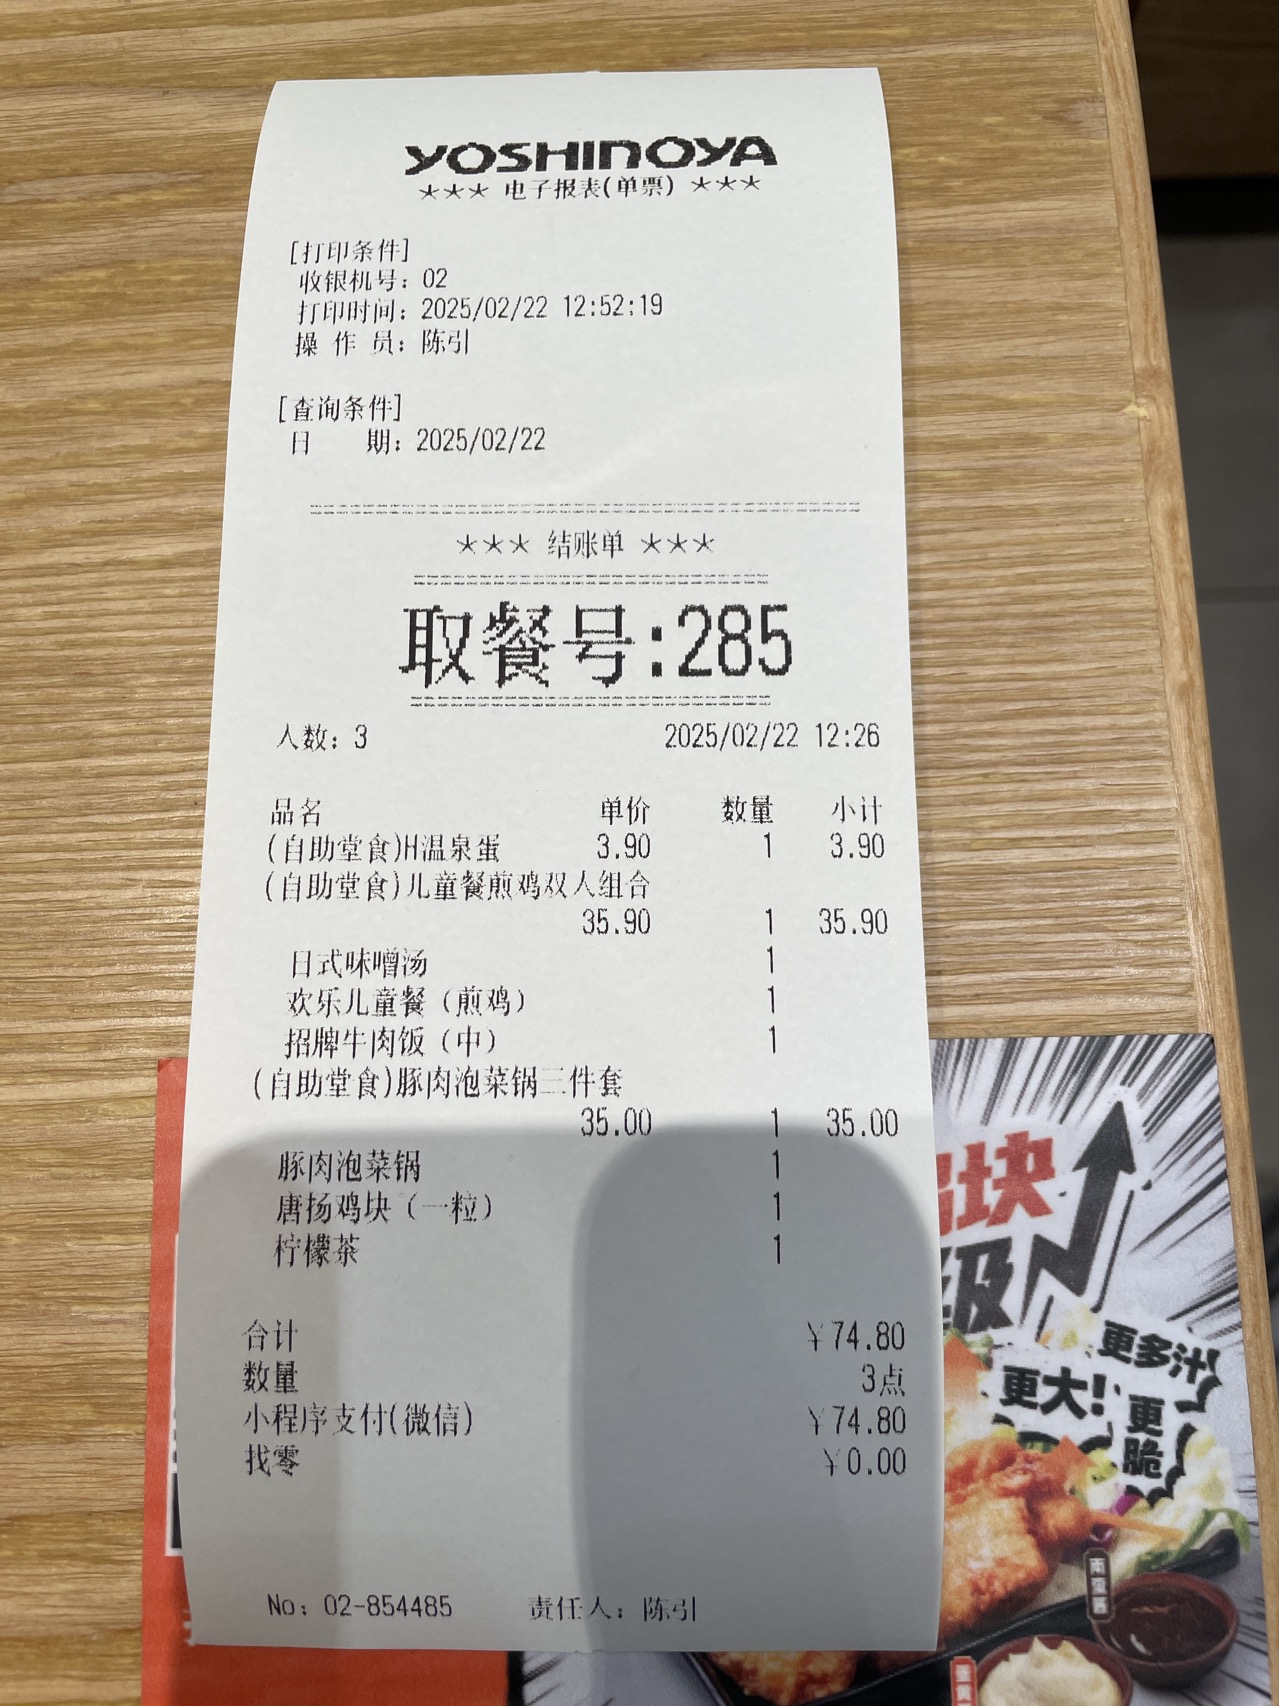 YOSHINOYA
★★★ 电子报表(单票) ★★★
[打印条件]
收银机号: 02
打印时间: 2025/02/22 12:52:19
操 作 员: 陈引
[查询条件]
日 期: 2025/02/22
★★★ 结账单 ★★★
取餐号:285
人数: 3 2025/02/22 12:26
品名 单价 数量 小计
(自助堂食)H温泉蛋 3.90 1 3.90
(自助堂食)儿童餐煎鸡双人组合
35.90 1 35.90
日式味噌汤 1
欢乐儿童餐（煎鸡） 1
招牌牛肉饭（中） 1
(自助堂食)豚肉泡菜锅三件套
35.00 1 35.00
豚肉泡菜锅 1
唐扬鸡块（一粒） 1
柠檬茶 1
合计 ¥74.80
数量 3点
小程序支付(微信) ¥74.80
找零 ¥0.00
No: 02-854485 责任人: 陈引
块
级
更多汁!
更大!
更脆